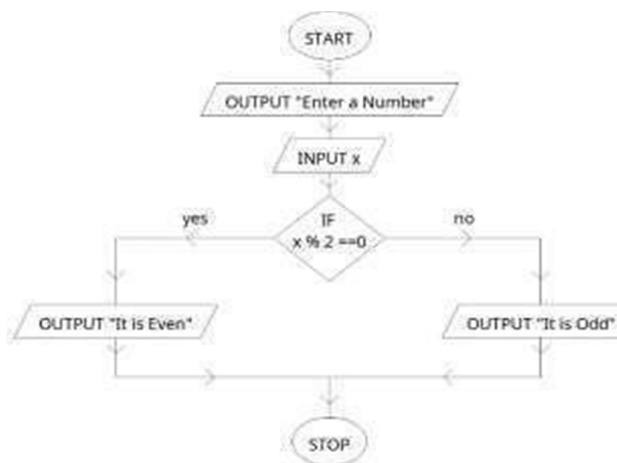 START
OUTPUT "Enter a Number"
INPUT x
IF
x % 2 ==0
yes
no
OUTPUT "It is Even"
OUTPUT "It is Odd"
STOP